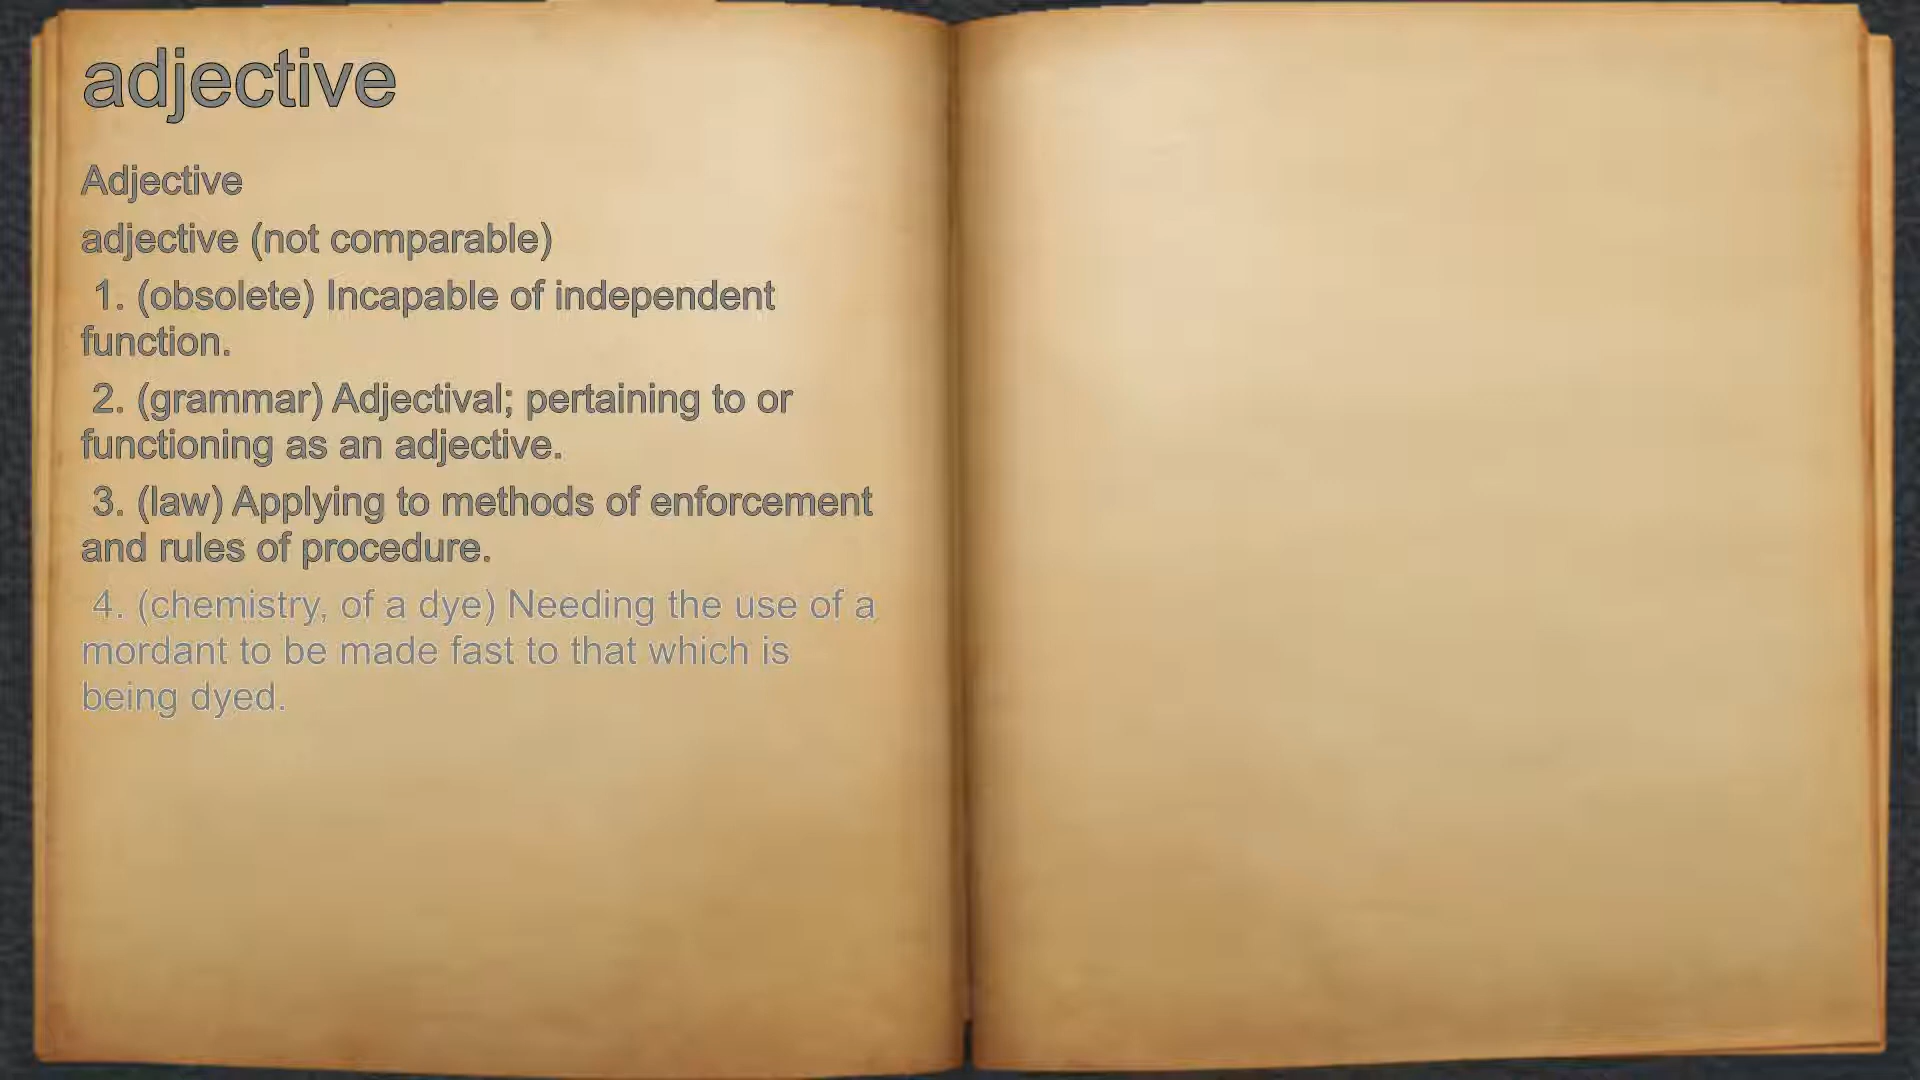 adjective
Adjective
adjective (not comparable)
1. (obsolete) Incapable of independent
function.
2. (grammar) Adjectival; pertaining to or
functioning as an adjective.
3. (law) Applying to methods of enforcement
and rules of procedure.
4. (chemistry, of a dye) Needing the use of a
mordant to be made fast to that which is
being dyed.